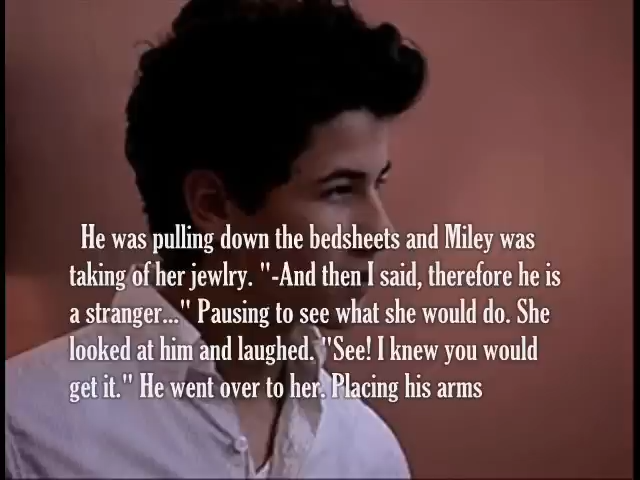 He was pulling down the bedsheets and Miley was
taking of her jewlry. "-And then I said, therefore he is
a stranger..." Pausing to see what she would do. She
looked at him and laughed. "See! I knew you would
get it." He went over to her. Placing his arms